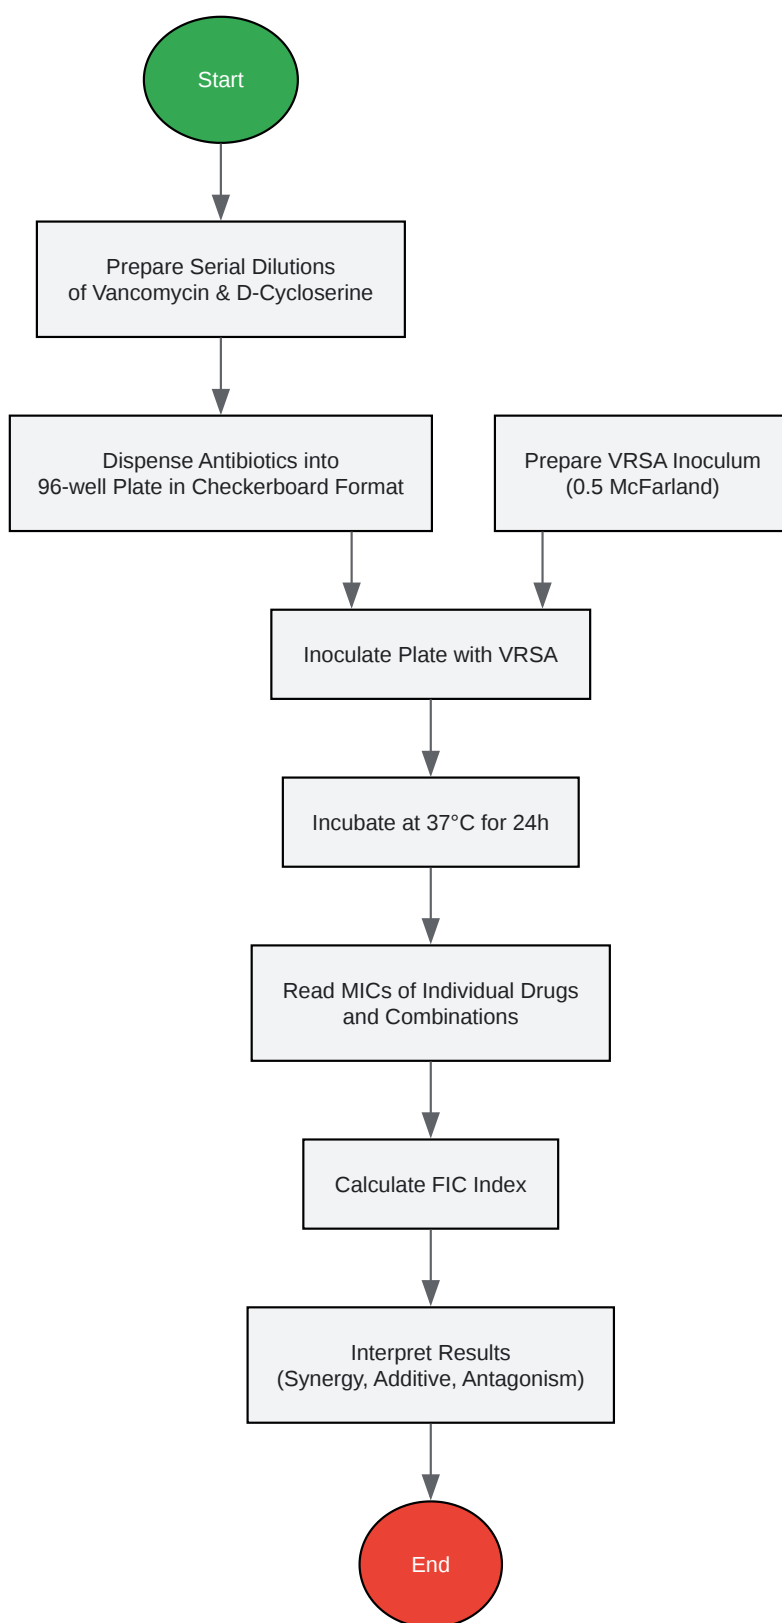 Start
Prepare Serial Dilutions
of Vancomycin & D-Cycloserine
Dispense Antibiotics into
96-well Plate in Checkerboard Format
Prepare VRSA Inoculum
(0.5 McFarland)
Inoculate Plate with VRSA
Incubate at 37°C for 24h
Read MICs of Individual Drugs
and Combinations
Calculate FIC Index
Interpret Results
(Synergy, Additive, Antagonism)
End